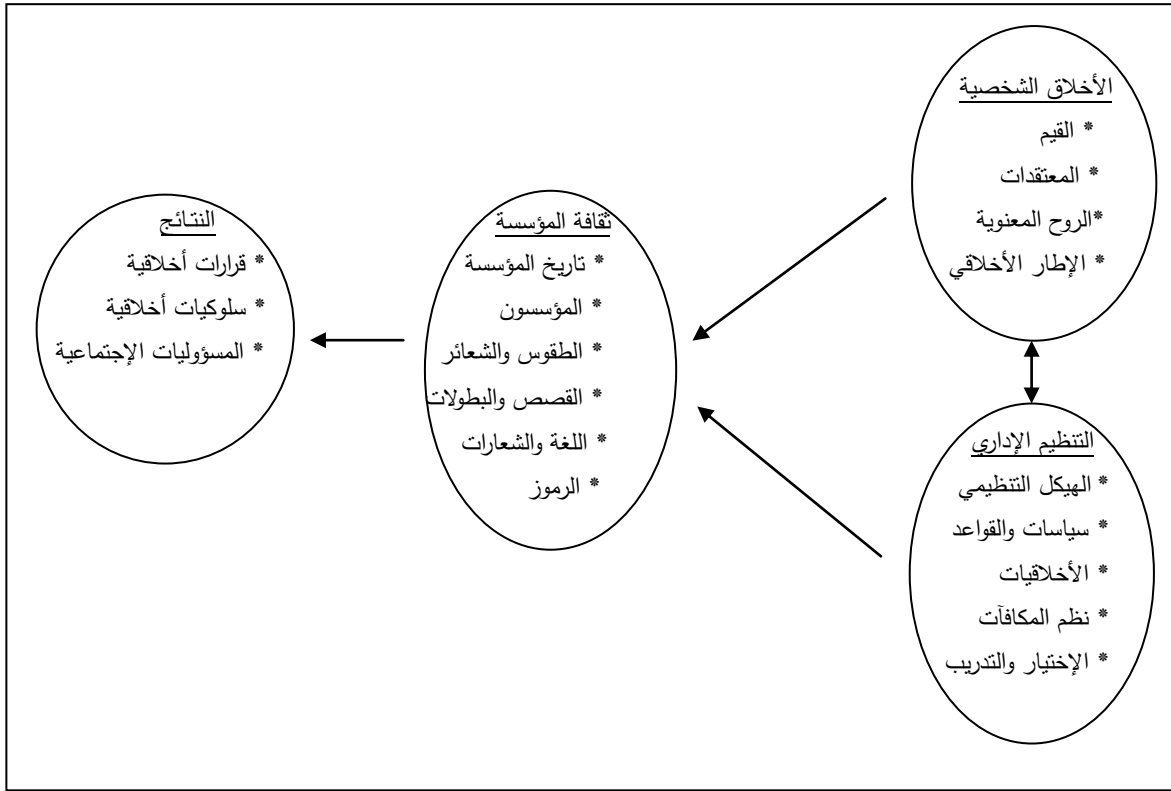 الأخلاق الشخصية
* القيم
* المعتقدات
*الروح المعنوية
* الإطار الأخلاقي
التنظيم الإداري
* الهيكل التنظيمي
* سياسات والقواعد
* الأخلاقيات
* نظم المكافآت
* الإختيار والتدريب
ثقافة المؤسسة
* تاريخ المؤسسة
* المؤسسون
* الطقوس والشعائر
* القصص والبطولات
* اللغة والشعارات
* الرموز
النتائج
* قرارات أخلاقية
* سلوكيات أخلاقية
* المسؤوليات الإجتماعية